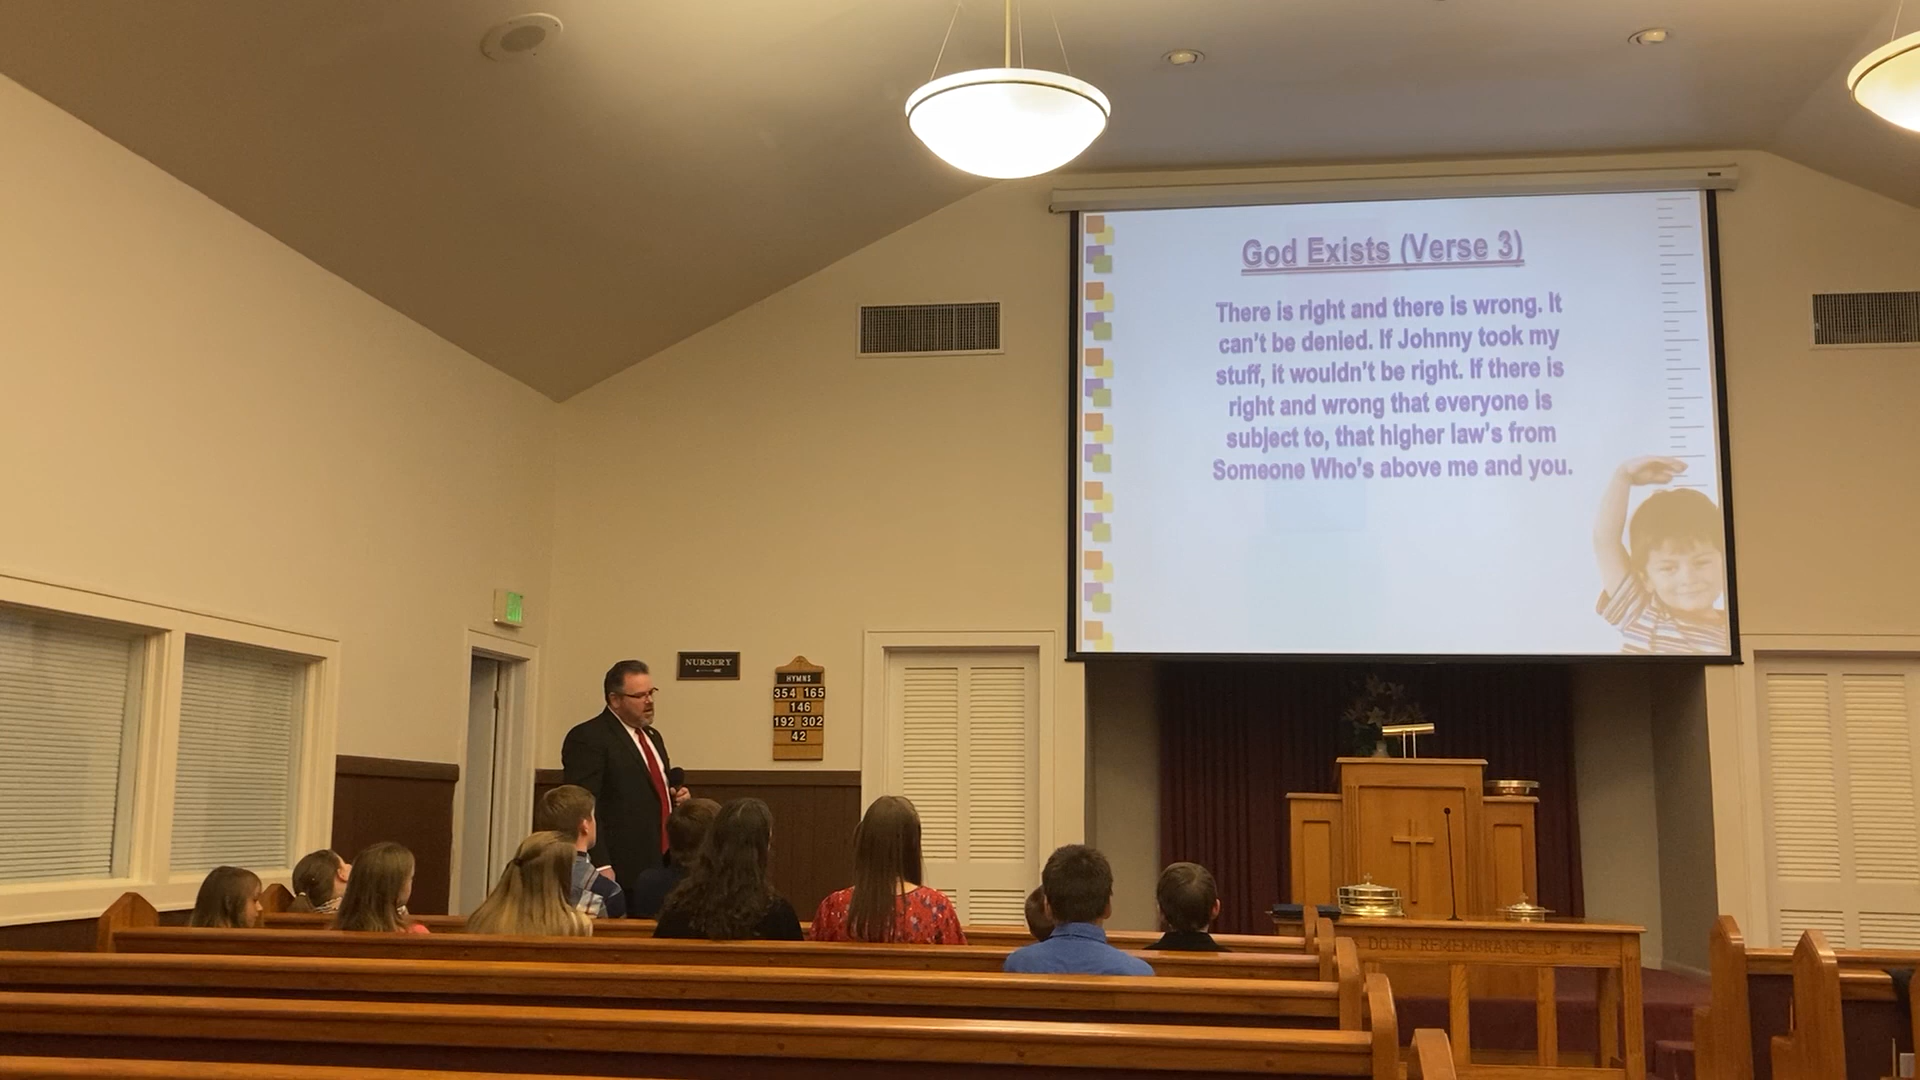 God Exists (Verse 3)
There is right and there is wrong. It
can't be denied. If Johnny took my
stuff, it wouldn't be right. If there is
right and wrong that everyone is
subject to, that higher law's from
Someone Who's above me and you.
NURSERY
HYMNS
354 165
146
192 302
42
DO IN REMEMBRANCE OF ME